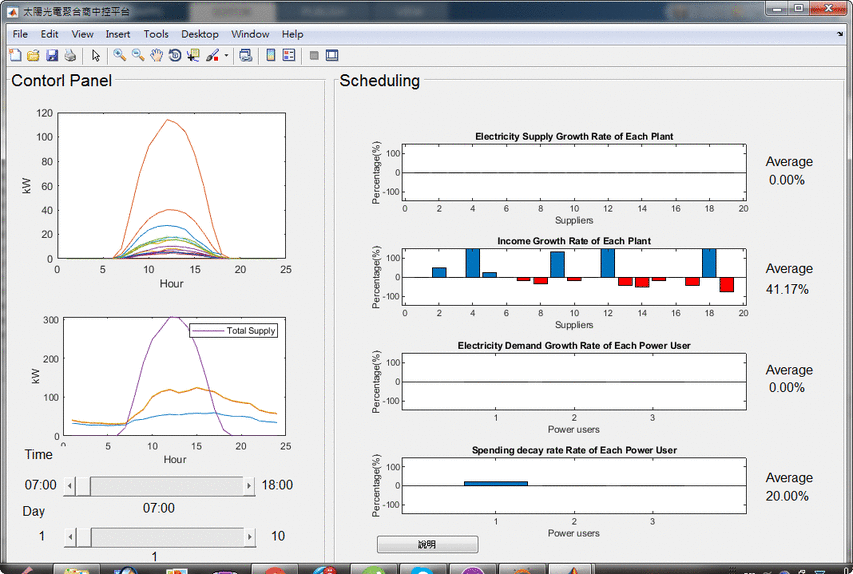 太陽光電聚合商中控平台
File Edit View Insert Tools Desktop Window Help
Contorl Panel
120
100
80
60
40
20
0
kW
0 5 10 15 20 25
Hour
300
200
100
0
kW
Total Supply
0 5 10 15 20 25
Hour
Time
07:00 18:00
07:00
Day
1 10
1
Scheduling
Electricity Supply Growth Rate of Each Plant
Percentage(%)
100
0
-100
0 2 4 6 8 10 12 14 16 18 20
Suppliers
Average
0.00%
Income Growth Rate of Each Plant
Percentage(%)
100
0
-100
0 2 4 6 8 10 12 14 16 18 20
Suppliers
Average
41.17%
Electricity Demand Growth Rate of Each Power User
Percentage(%)
100
0
-100
1 2 3
Power users
Average
0.00%
Spending decay rate Rate of Each Power User
Percentage(%)
100
0
-100
1 2 3
Power users
Average
20.00%
說明